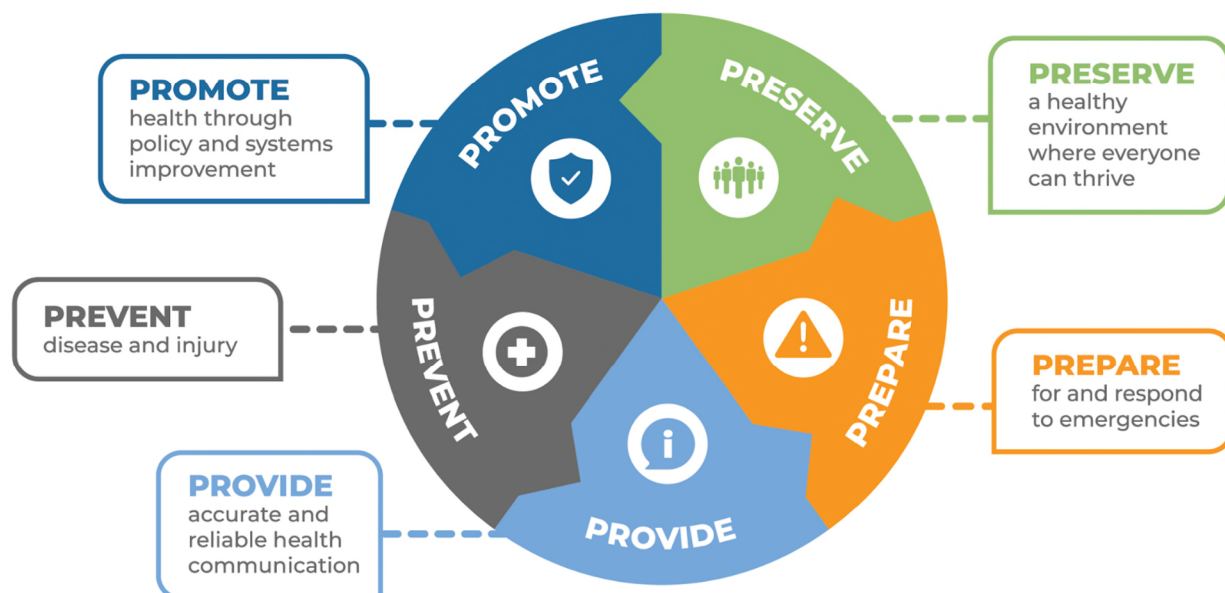 PROMOTE
health through
policy and systems
improvement
PREVENT
disease and injury
PROVIDE
accurate and
reliable health
communication
PROMOTE
PRESERVE
PREPARE
PROVIDE
PREVENT
i
PRESERVE
a healthy
environment
where everyone
can thrive
PREPARE
for and respond
to emergencies